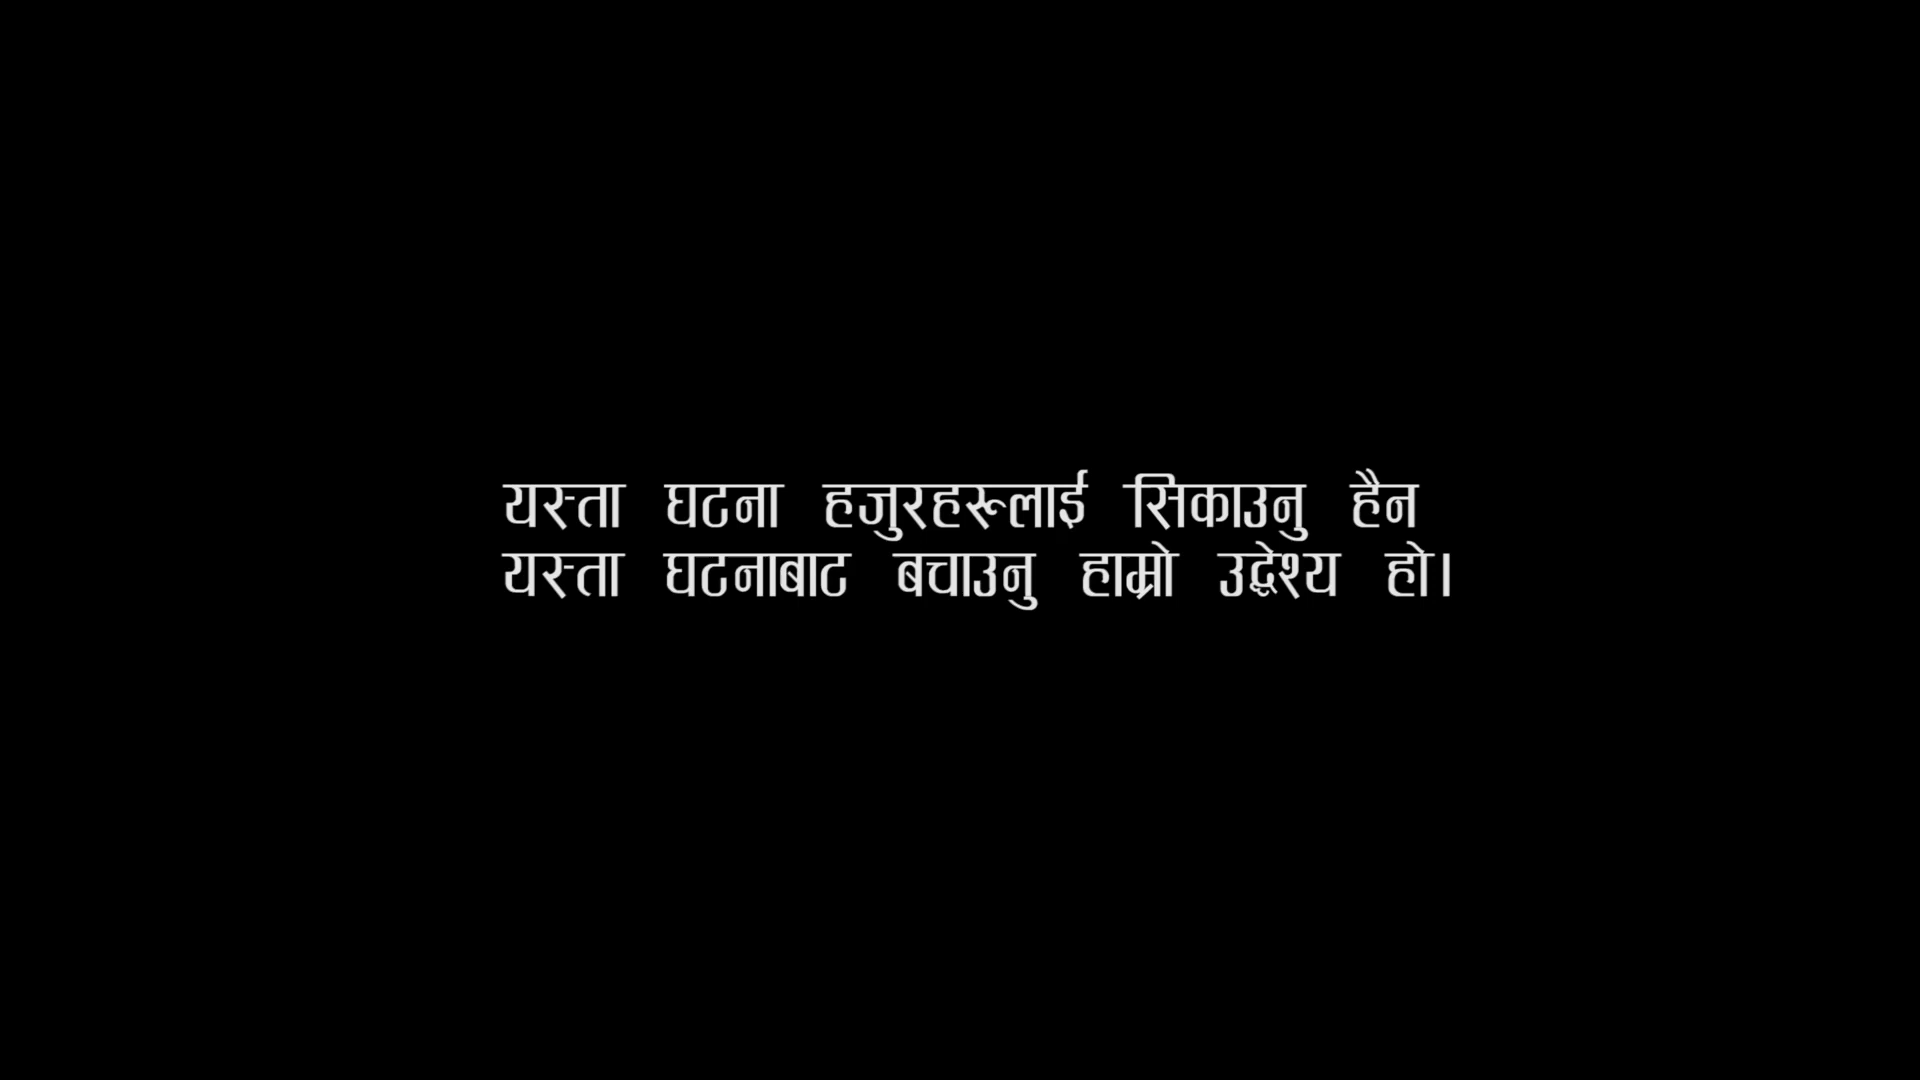 यस्ता घटना हजुरहरूलाई सिकाउनु हैन
यस्ता घटनाबाट बचाउनु हाम्रो उद्धेश्य हो।